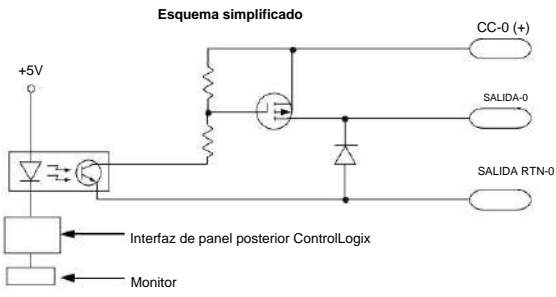 Esquema simplificado
CC-0 (+)
+5V
SALIDA-0
SALIDA RTN-0
Interfaz de panel posterior ControlLogix
Monitor